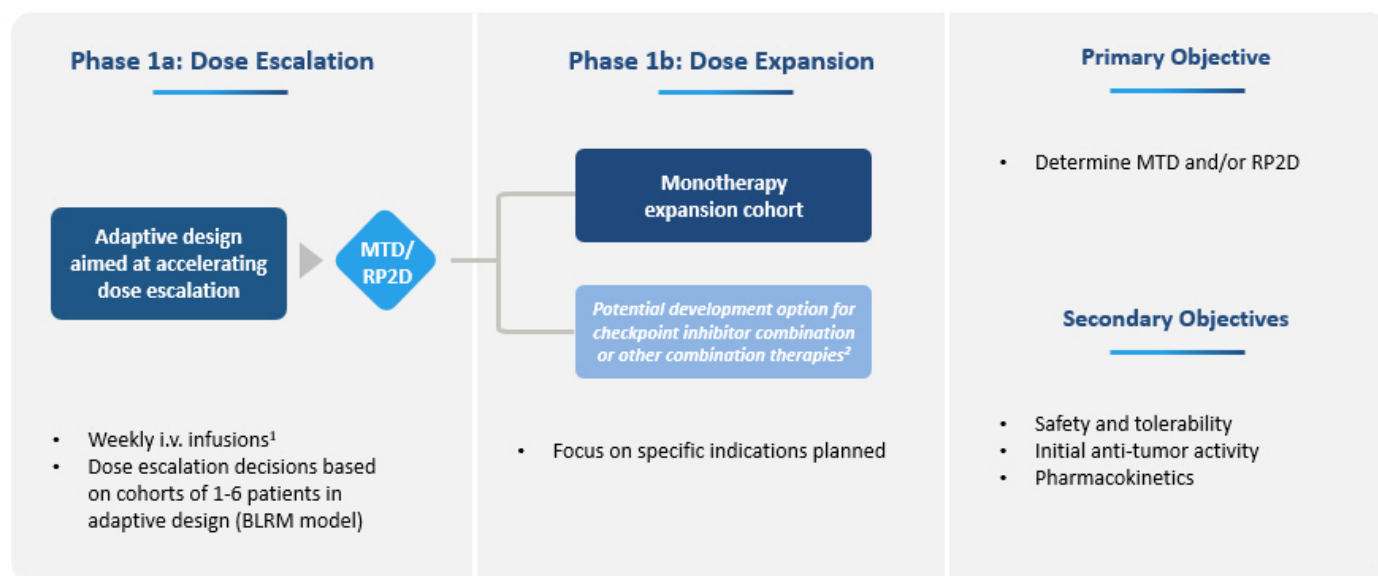 Phase 1a: Dose Escalation
Adaptive design
aimed at accelerating
dose escalation
MTD/
RP2D
• Weekly i.v. infusions¹
• Dose escalation decisions based
on cohorts of 1-6 patients in
adaptive design (BLRM model)
Phase 1b: Dose Expansion
Monotherapy
expansion cohort
Potential development option for
checkpoint inhibitor combination
or other combination therapies²
• Focus on specific indications planned
Primary Objective
• Determine MTD and/or RP2D
Secondary Objectives
• Safety and tolerability
• Initial anti-tumor activity
• Pharmacokinetics